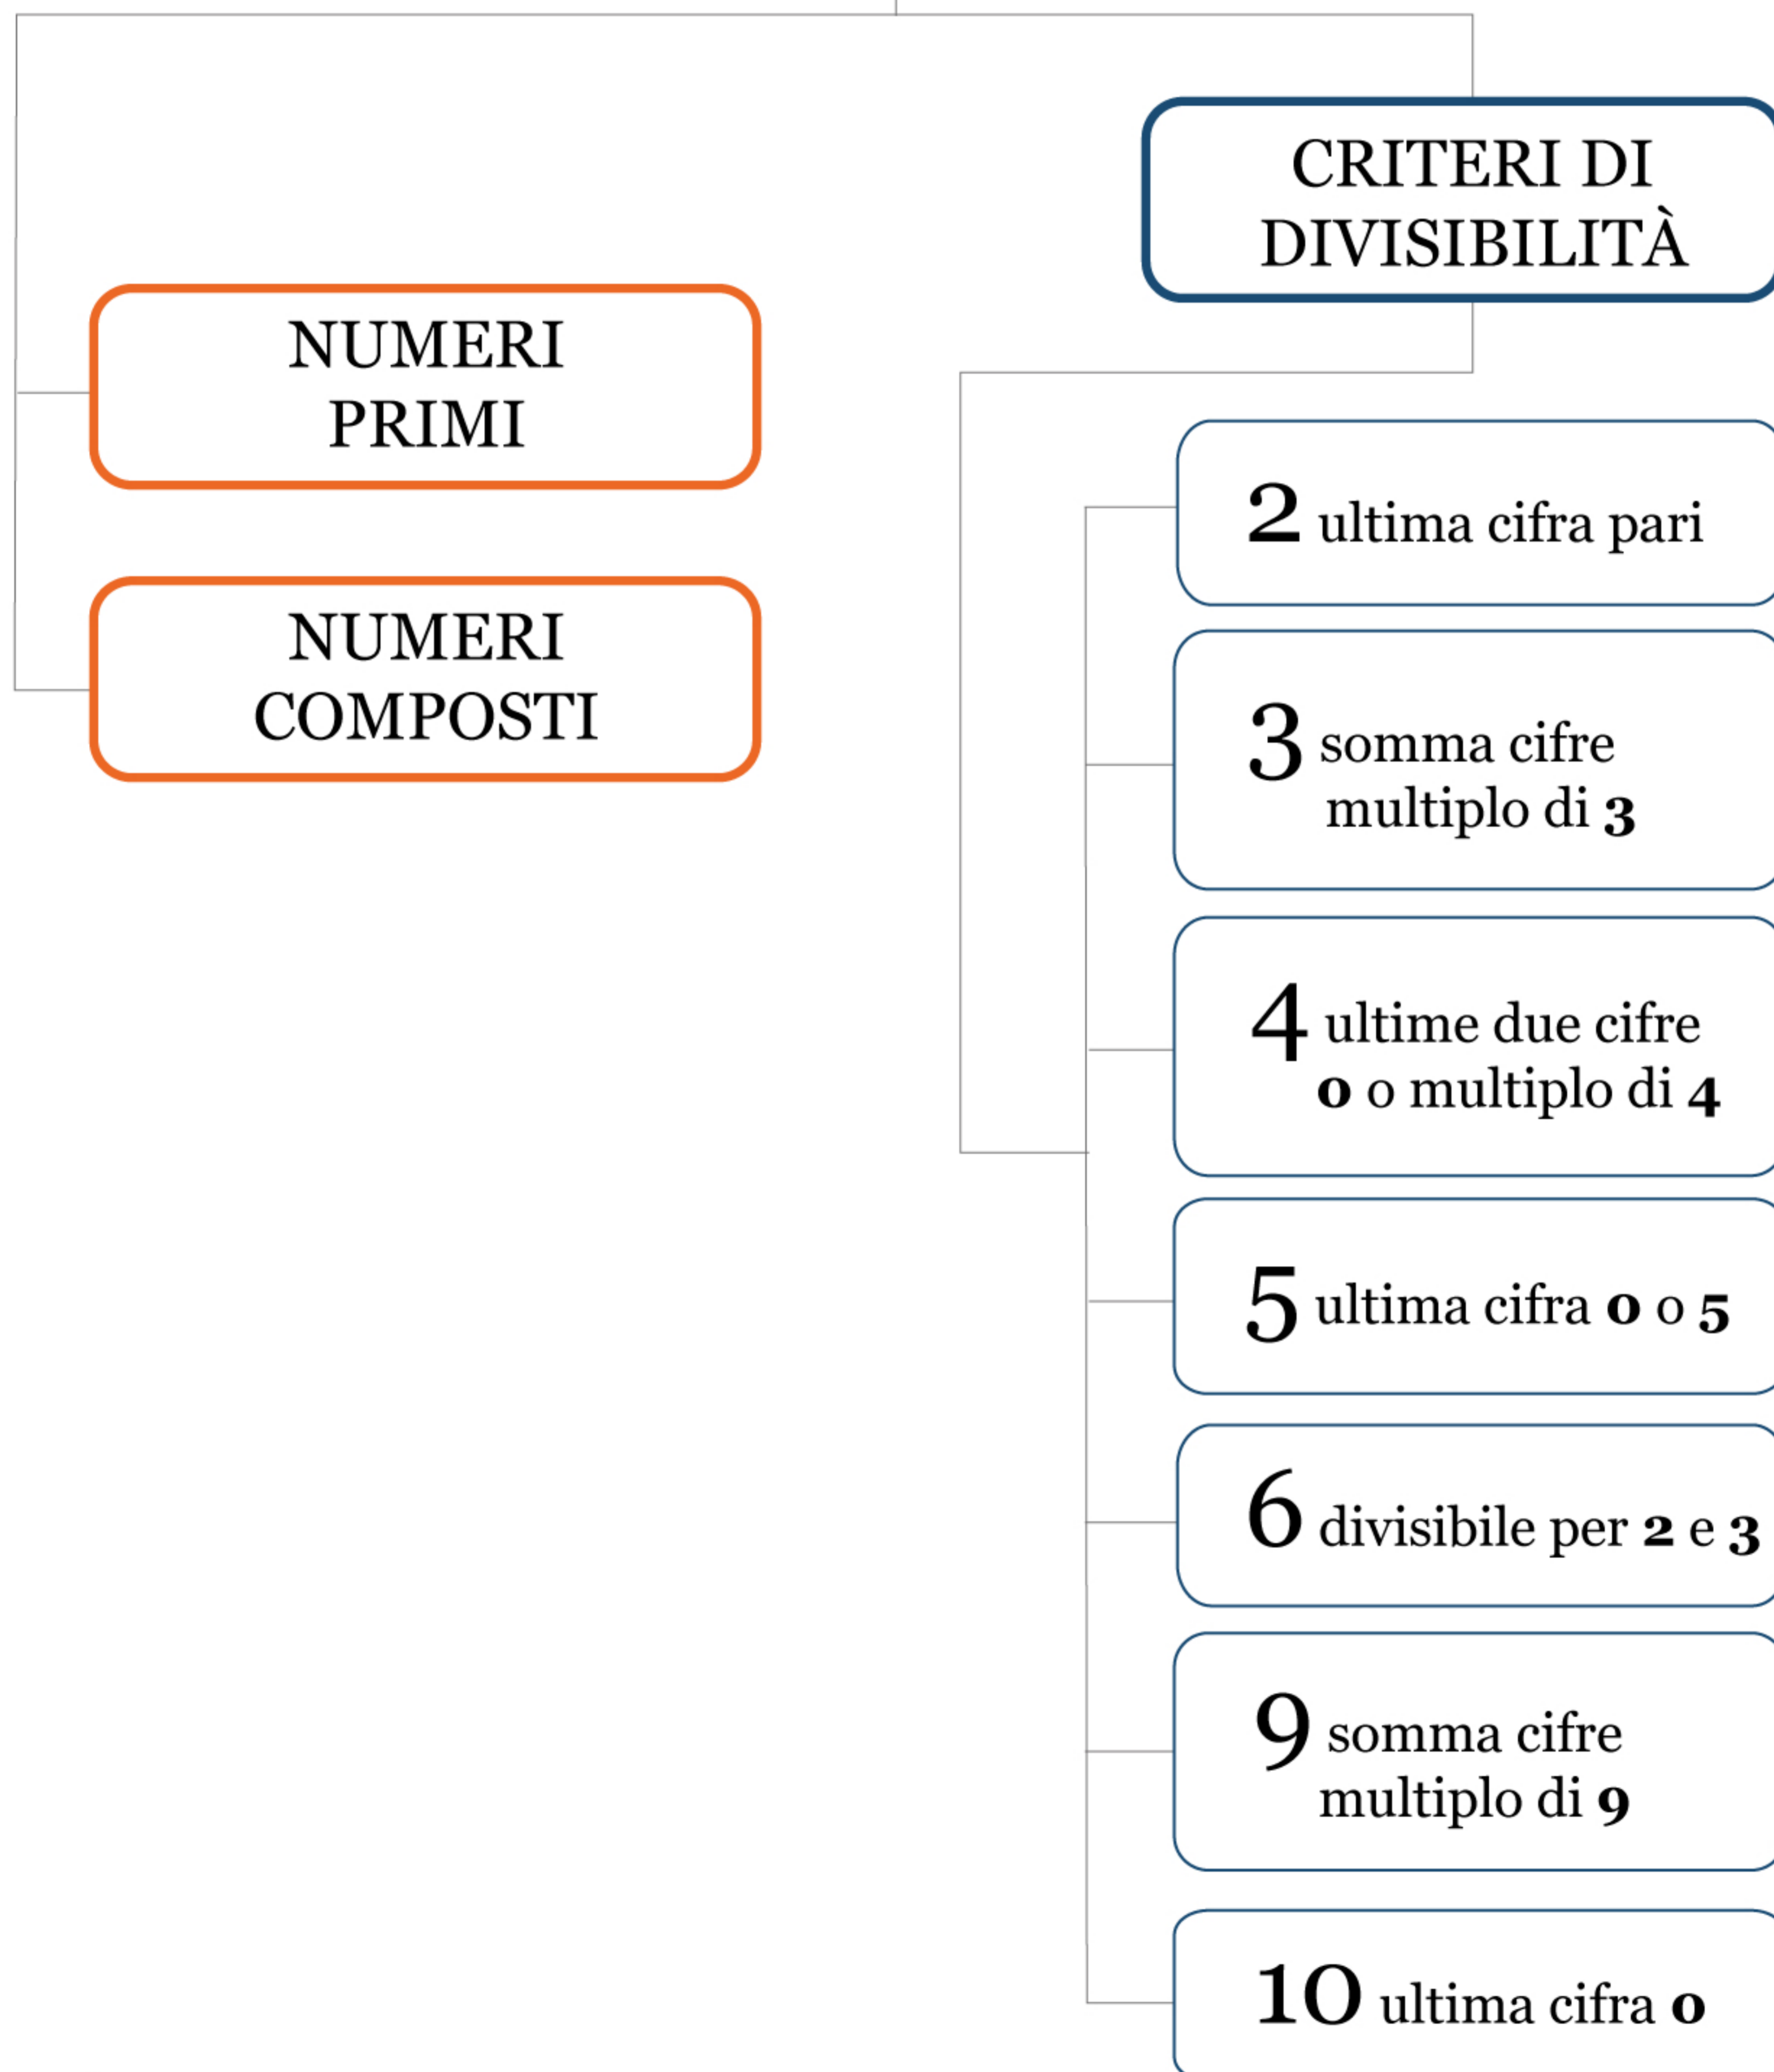 CRITERI DI
DIVISIBILITÀ
NUMERI
PRIMI
NUMERI
COMPOSTI
2 ultima cifra pari
3 somma cifre
multiplo di 3
4 ultime due cifre
0 o multiplo di 4
5 ultima cifra 0 o 5
6 divisibile per 2 e 3
9 somma cifre
multiplo di 9
10 ultima cifra 0